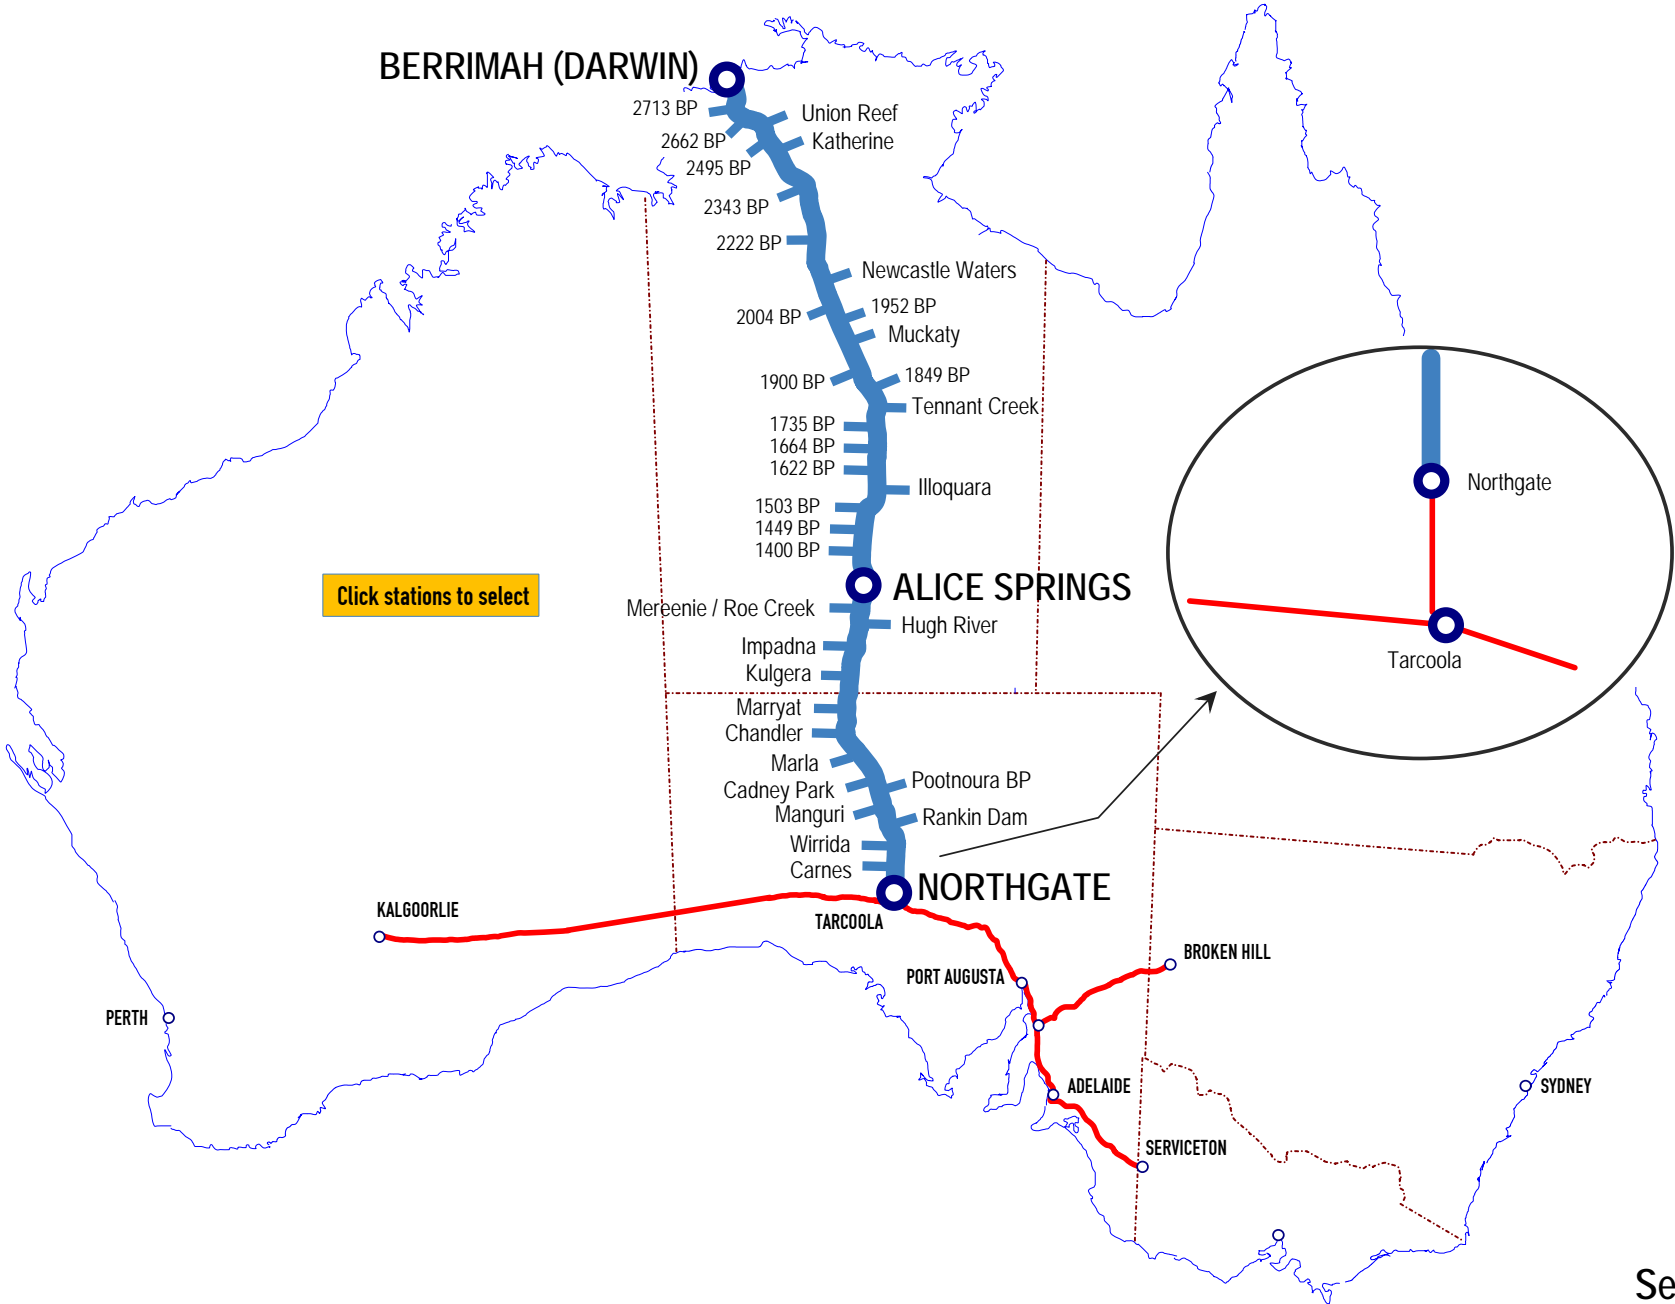 BERRIMAH (DARWIN)
2713 BP
Union Reef
2662 BP
Katherine
2495 BP
2343 BP
2222 BP
Newcastle Waters
1952 BP
2004 BP
Muckaty
1849 BP
1900 BP
Tennant Creek
1735 BP
1664 BP
1622 BP
Illoquara
1503 BP
1449 BP
1400 BP
ALICE SPRINGS
Click stations to select
Mereenie / Roe Creek
Hugh River
Impadna
Kulgera
Marryat
Chandler
Marla
Pootnoura BP
Cadney Park
Manguri
Rankin Dam
Wirrida
Carnes
NORTHGATE
Northgate
Tarcoola
KALGOORLIE
TARCOOLA
BROKEN HILL
PORT AUGUSTA
PERTH
ADELAIDE
SYDNEY
SERVICETON
Se